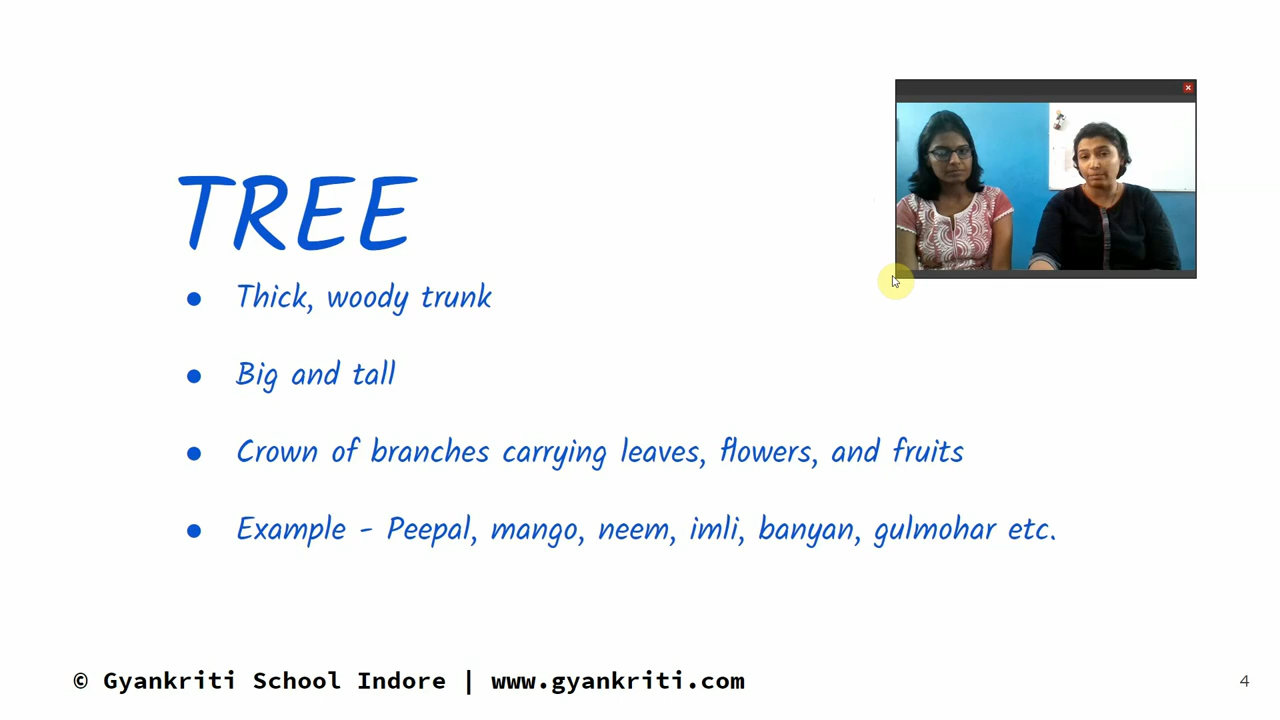 TREE
● Thick, woody trunk
● Big and tall
● Crown of branches carrying leaves, flowers, and fruits
● Example - Peepal, mango, neem, imli, banyan, gulmohar etc.
© Gyankriti School Indore | www.gyankriti.com
4